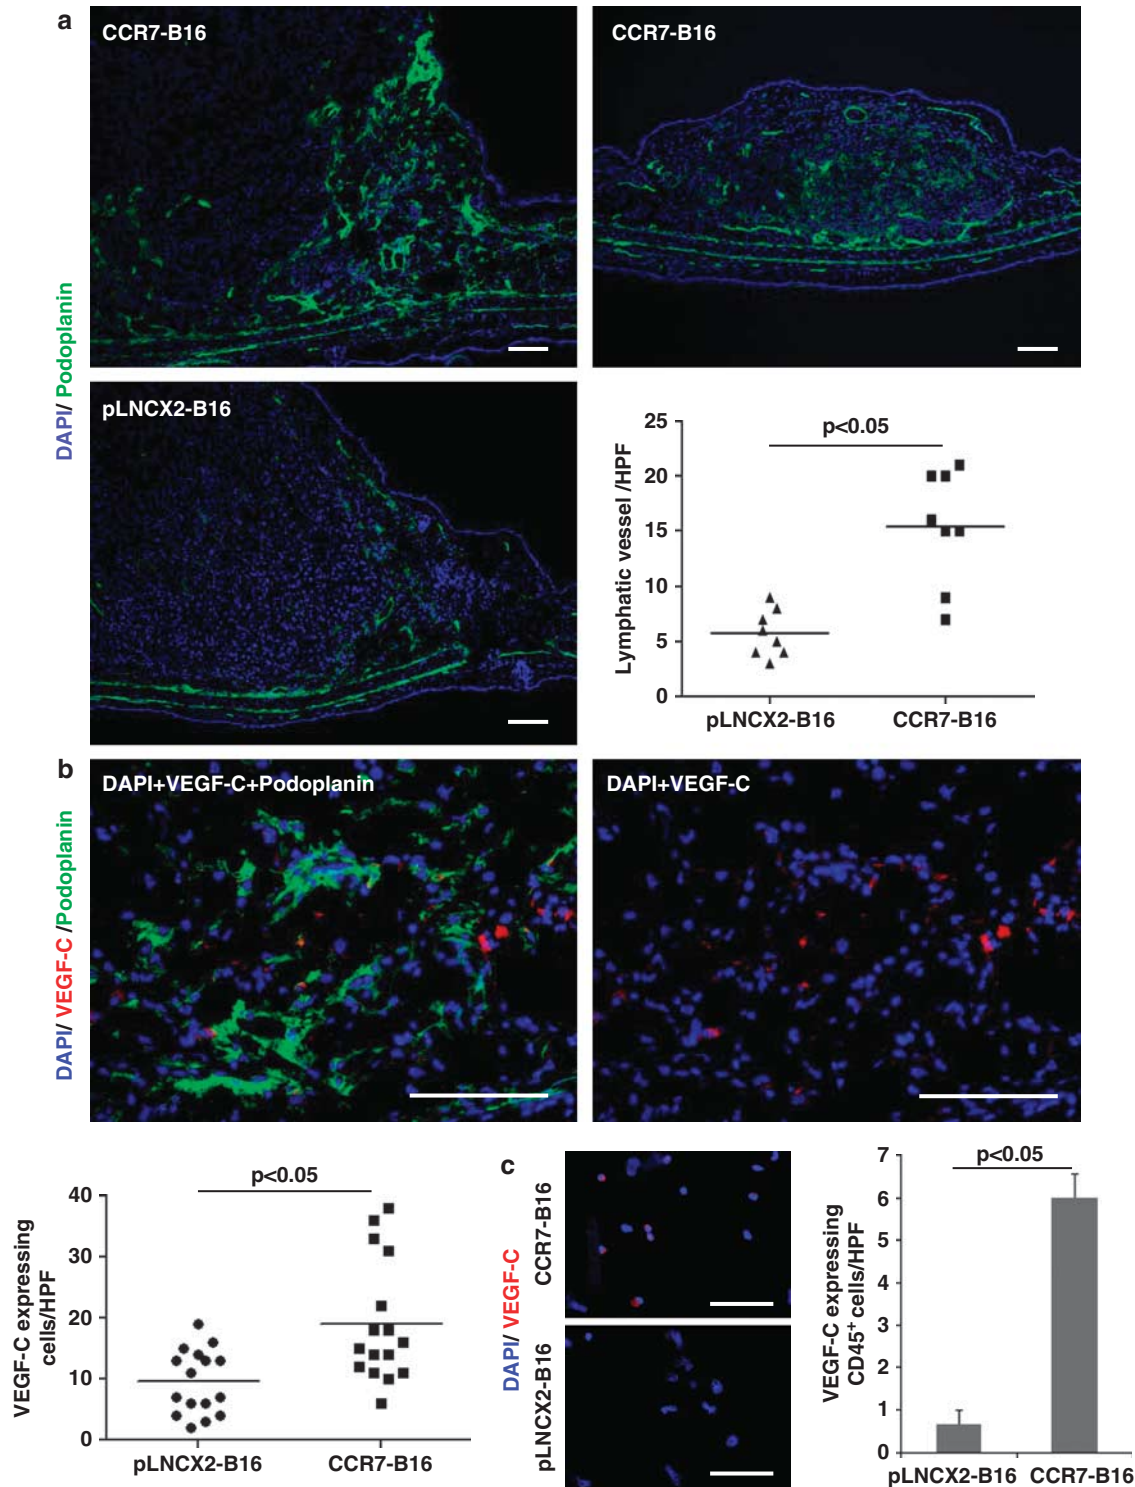 a
CCR7-B16
CCR7-B16
DAPI/ Podoplanin
pLNCX2-B16
Lymphatic vessel /HPF
25
20
15
10
5
0
p<0.05
pLNCX2-B16
CCR7-B16
b
DAPI/ VEGF-C /Podoplanin
DAPI+VEGF-C+Podoplanin
DAPI+VEGF-C
VEGF-C expressing
cells/HPF
40
30
20
10
0
p<0.05
pLNCX2-B16
CCR7-B16
c
DAPI/ VEGF-C
CCR7-B16
pLNCX2-B16
VEGF-C expressing
CD45+ cells/HPF
7
6
5
4
3
2
1
0
p<0.05
pLNCX2-B16
CCR7-B16